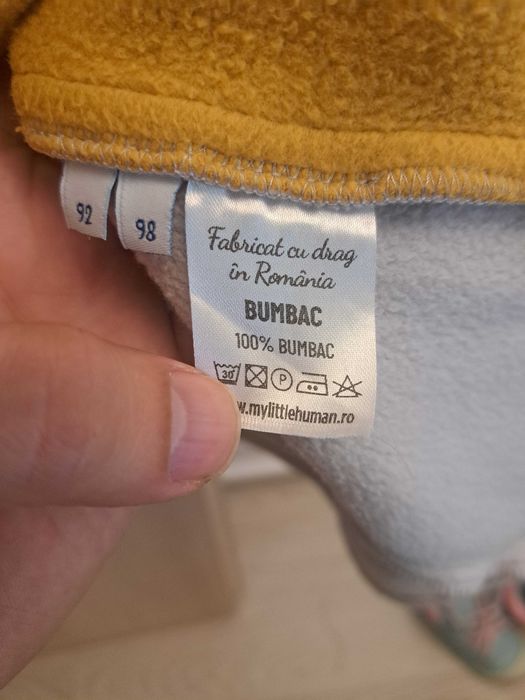 92
98
Fabricat cu drag
în România
BUMBAC
100% BUMBAC
30 P
w.mylittlehuman.ro